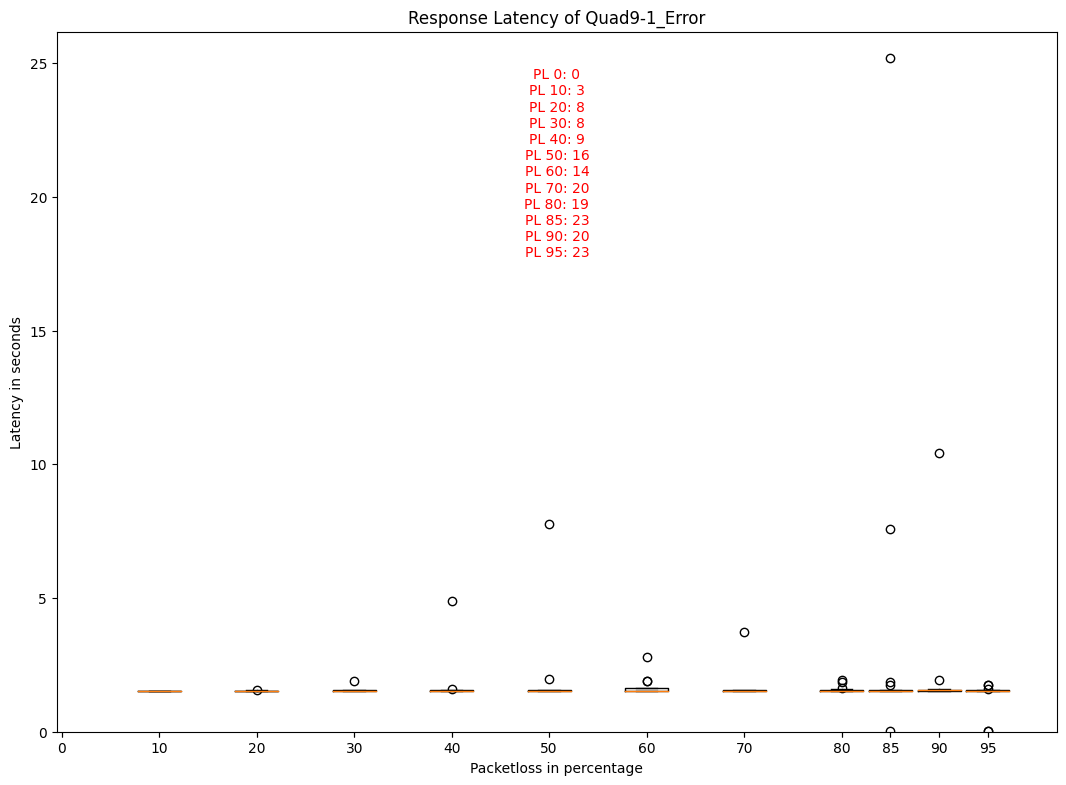 Response Latency of Quad9-1_Error
25
20
15
10
5
0
Latency in seconds
PL 0: 0
PL 10: 3
PL 20: 8
PL 30: 8
PL 40: 9
PL 50: 16
PL 60: 14
PL 70: 20
PL 80: 19
PL 85: 23
PL 90: 20
PL 95: 23
0 10 20 30 40 50 60 70 80 85 90 95
Packetloss in percentage